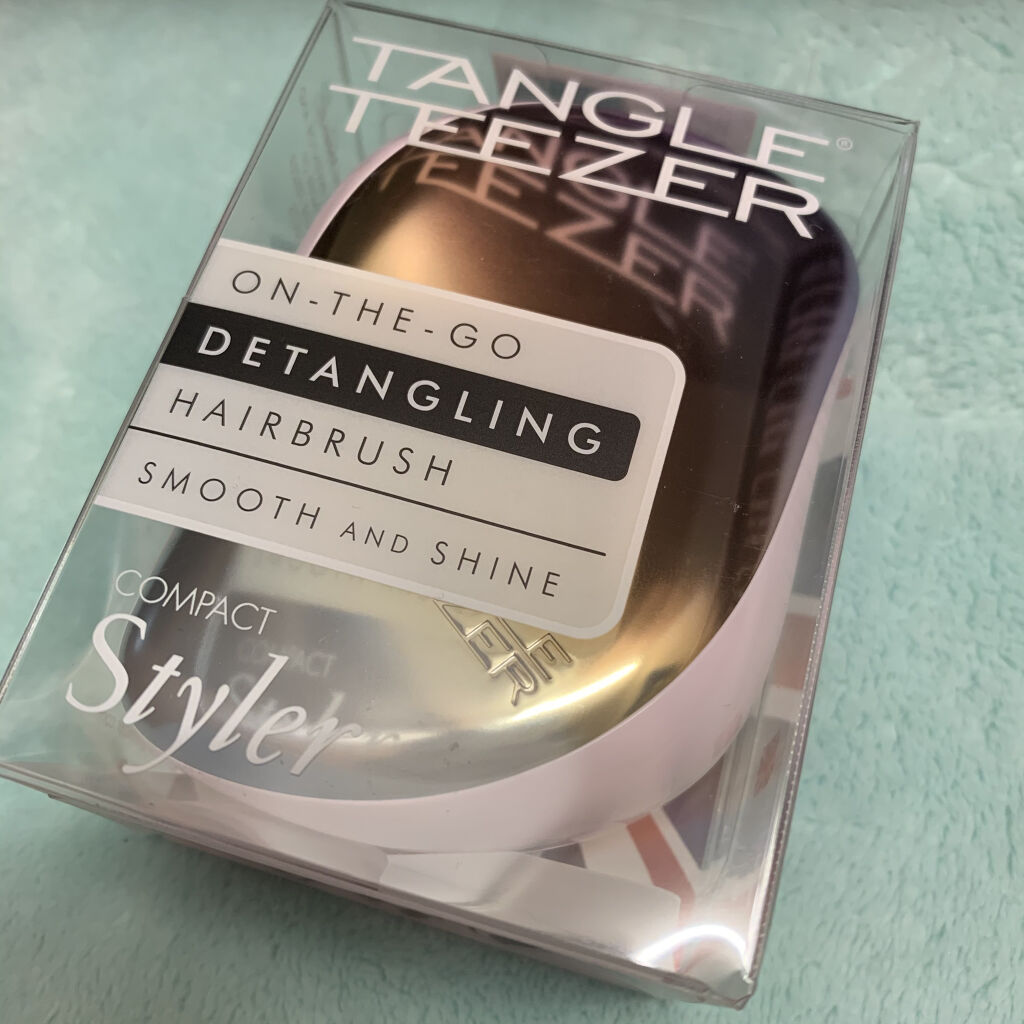 TANGLE
TEEZER®
ON-THE-GO
DETANGLING
HAIRBRUSH
SMOOTH AND SHINE
COMPACT
Styler